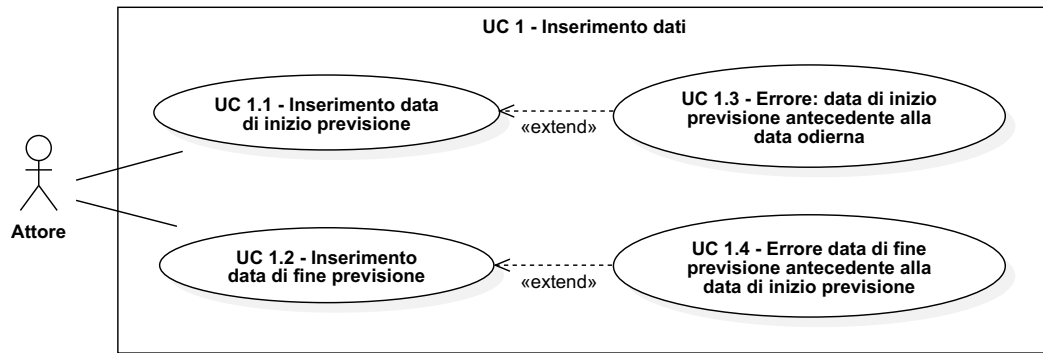 UC 1 - Inserimento dati
UC 1.1 - Inserimento data
di inizio previsione
«extend»
UC 1.3 - Errore: data di inizio
previsione antecedente alla
data odierna
Attore
UC 1.2 - Inserimento
data di fine previsione
«extend»
UC 1.4 - Errore data di fine
previsione antecedente alla
data di inizio previsione